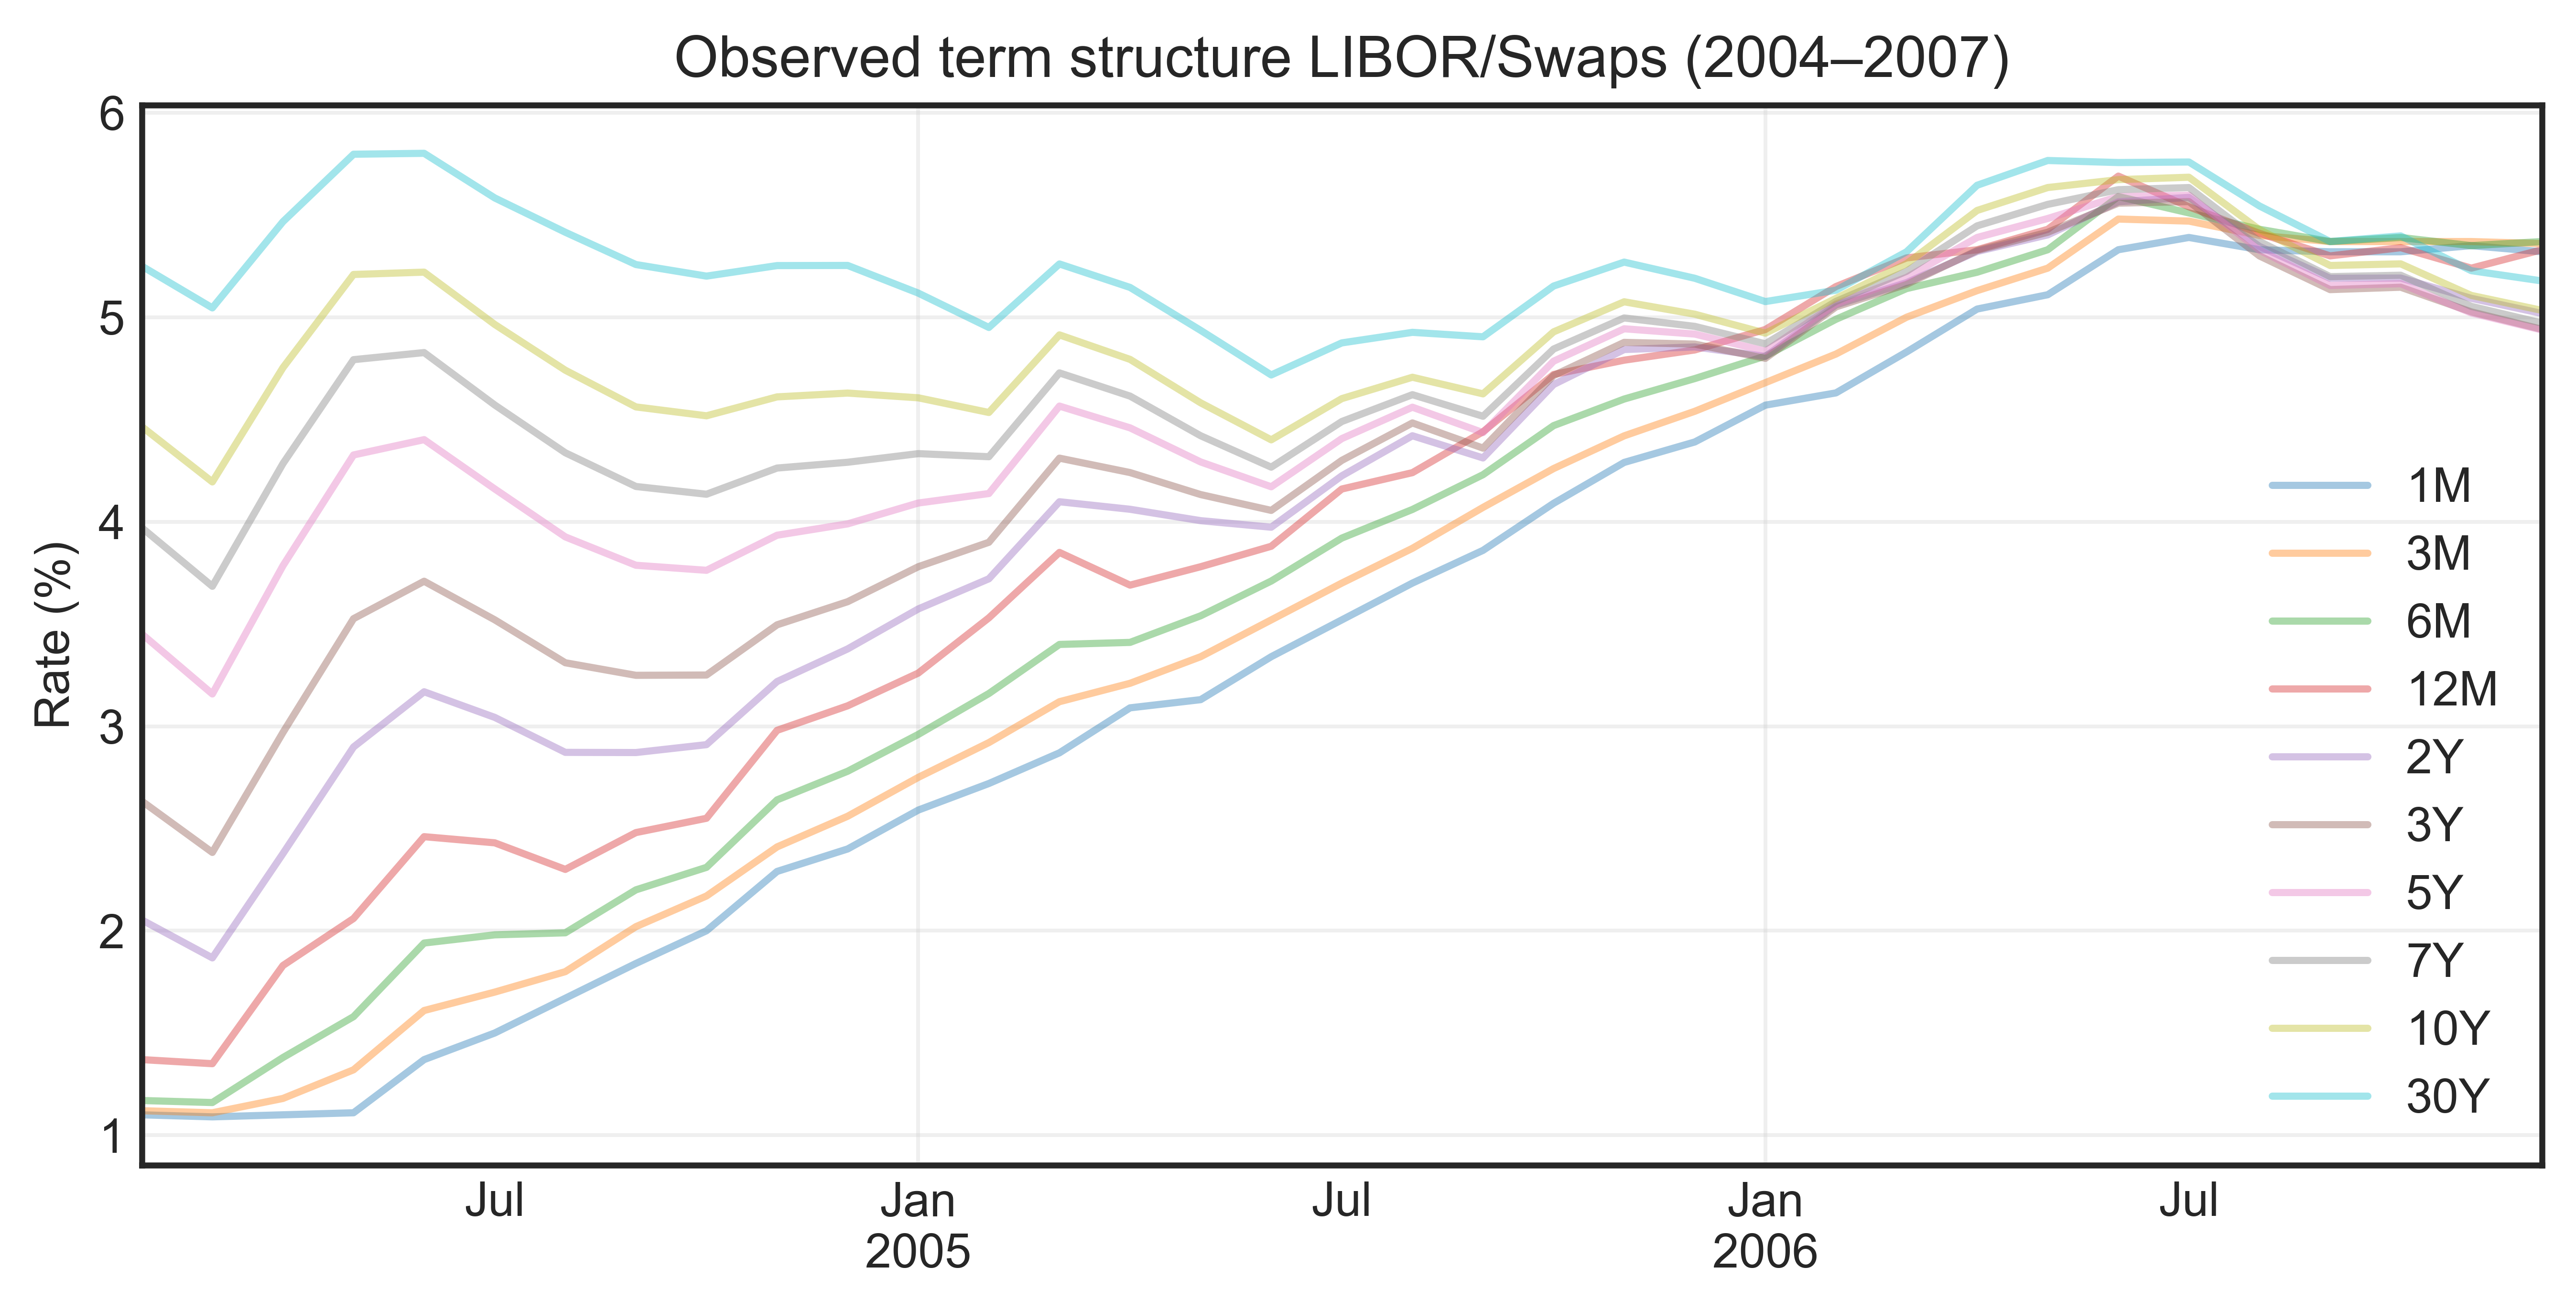 Observed term structure LIBOR/Swaps (2004–2007)
Rate (%)
6
5
4
3
2
1
1M
3M
6M
12M
2Y
3Y
5Y
7Y
10Y
30Y
Jul
Jan
2005
Jul
Jan
2006
Jul